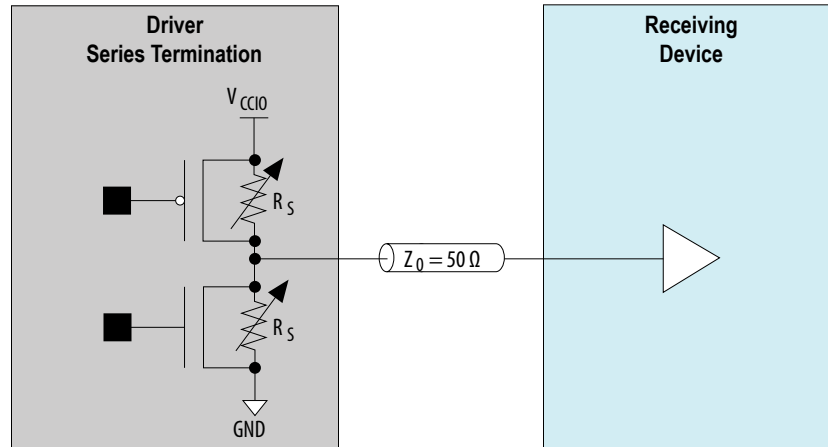 Driver
Series Termination
Receiving
Device
V CCIO
R S
Z 0 = 50 Ω
R S
GND